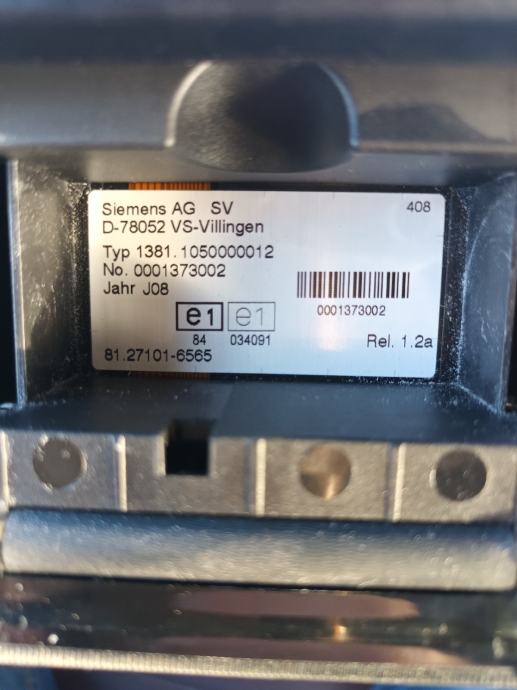 Siemens AG SV 408
D-78052 VS-Villingen
Typ 1381.1050000012
No. 0001373002
Jahr J08
0001373002
e1 e1
84 034091
Rel. 1.2a
81.27101-6565